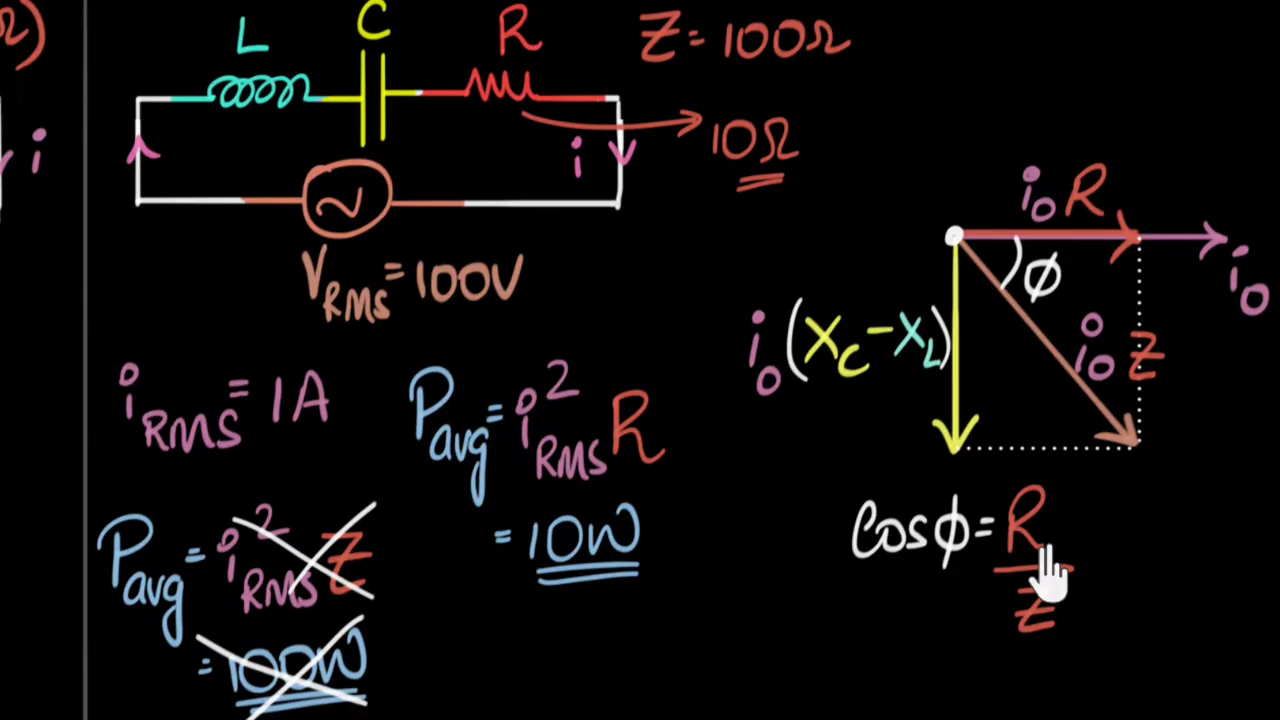 Ω)
i
L
C
R
Z=100Ω
10Ω
i
V_RMS=100V
i_RMS=1A
P_avg=i²_RMS R
=10W
P_avg=i²_RMS Z
=100W
i₀R
ϕ
i₀
i₀(X_C-X_L)
i₀Z
Cosϕ=R/Z